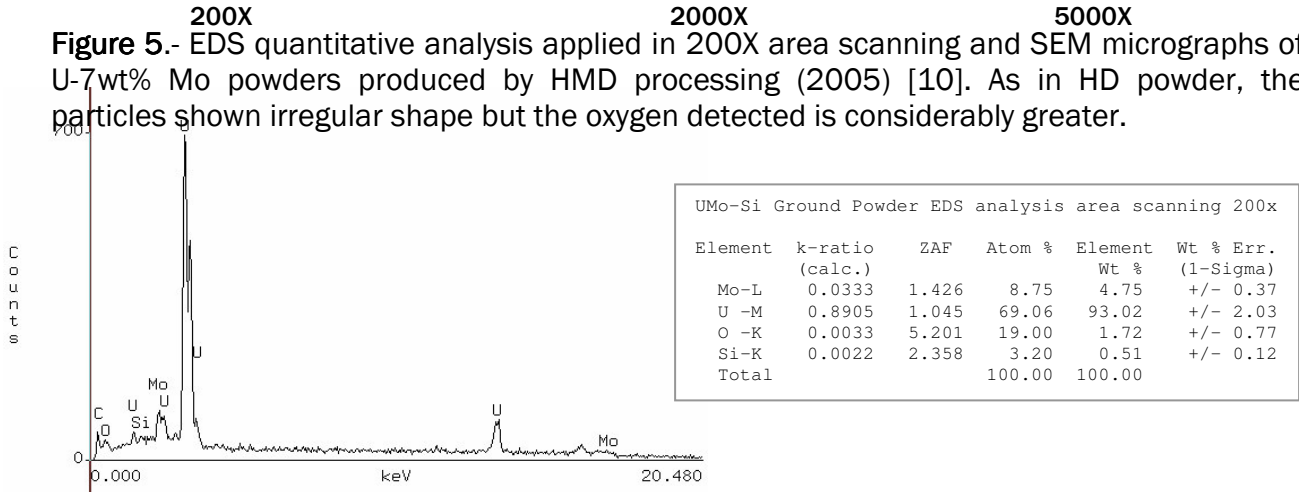 200X 2000X 5000X
Figure 5.- EDS quantitative analysis applied in 200X area scanning and SEM micrographs of
U-7wt% Mo powders produced by HMD processing (2005) [10]. As in HD powder, the
particles shown irregular shape but the oxygen detected is considerably greater.
700
U
UMo-Si Ground Powder EDS analysis area scanning 200x
Element k-ratio ZAF Atom % Element Wt % Err.
(calc.) Wt % (1-Sigma)
Mo-L 0.0333 1.426 8.75 4.75 +/- 0.37
U -M 0.8905 1.045 69.06 93.02 +/- 2.03
O -K 0.0033 5.201 19.00 1.72 +/- 0.77
Si-K 0.0022 2.358 3.20 0.51 +/- 0.12
Total 100.00 100.00
Counts
U
Mo
C U U U
O Si Mo
0
0.000 keV 20.480